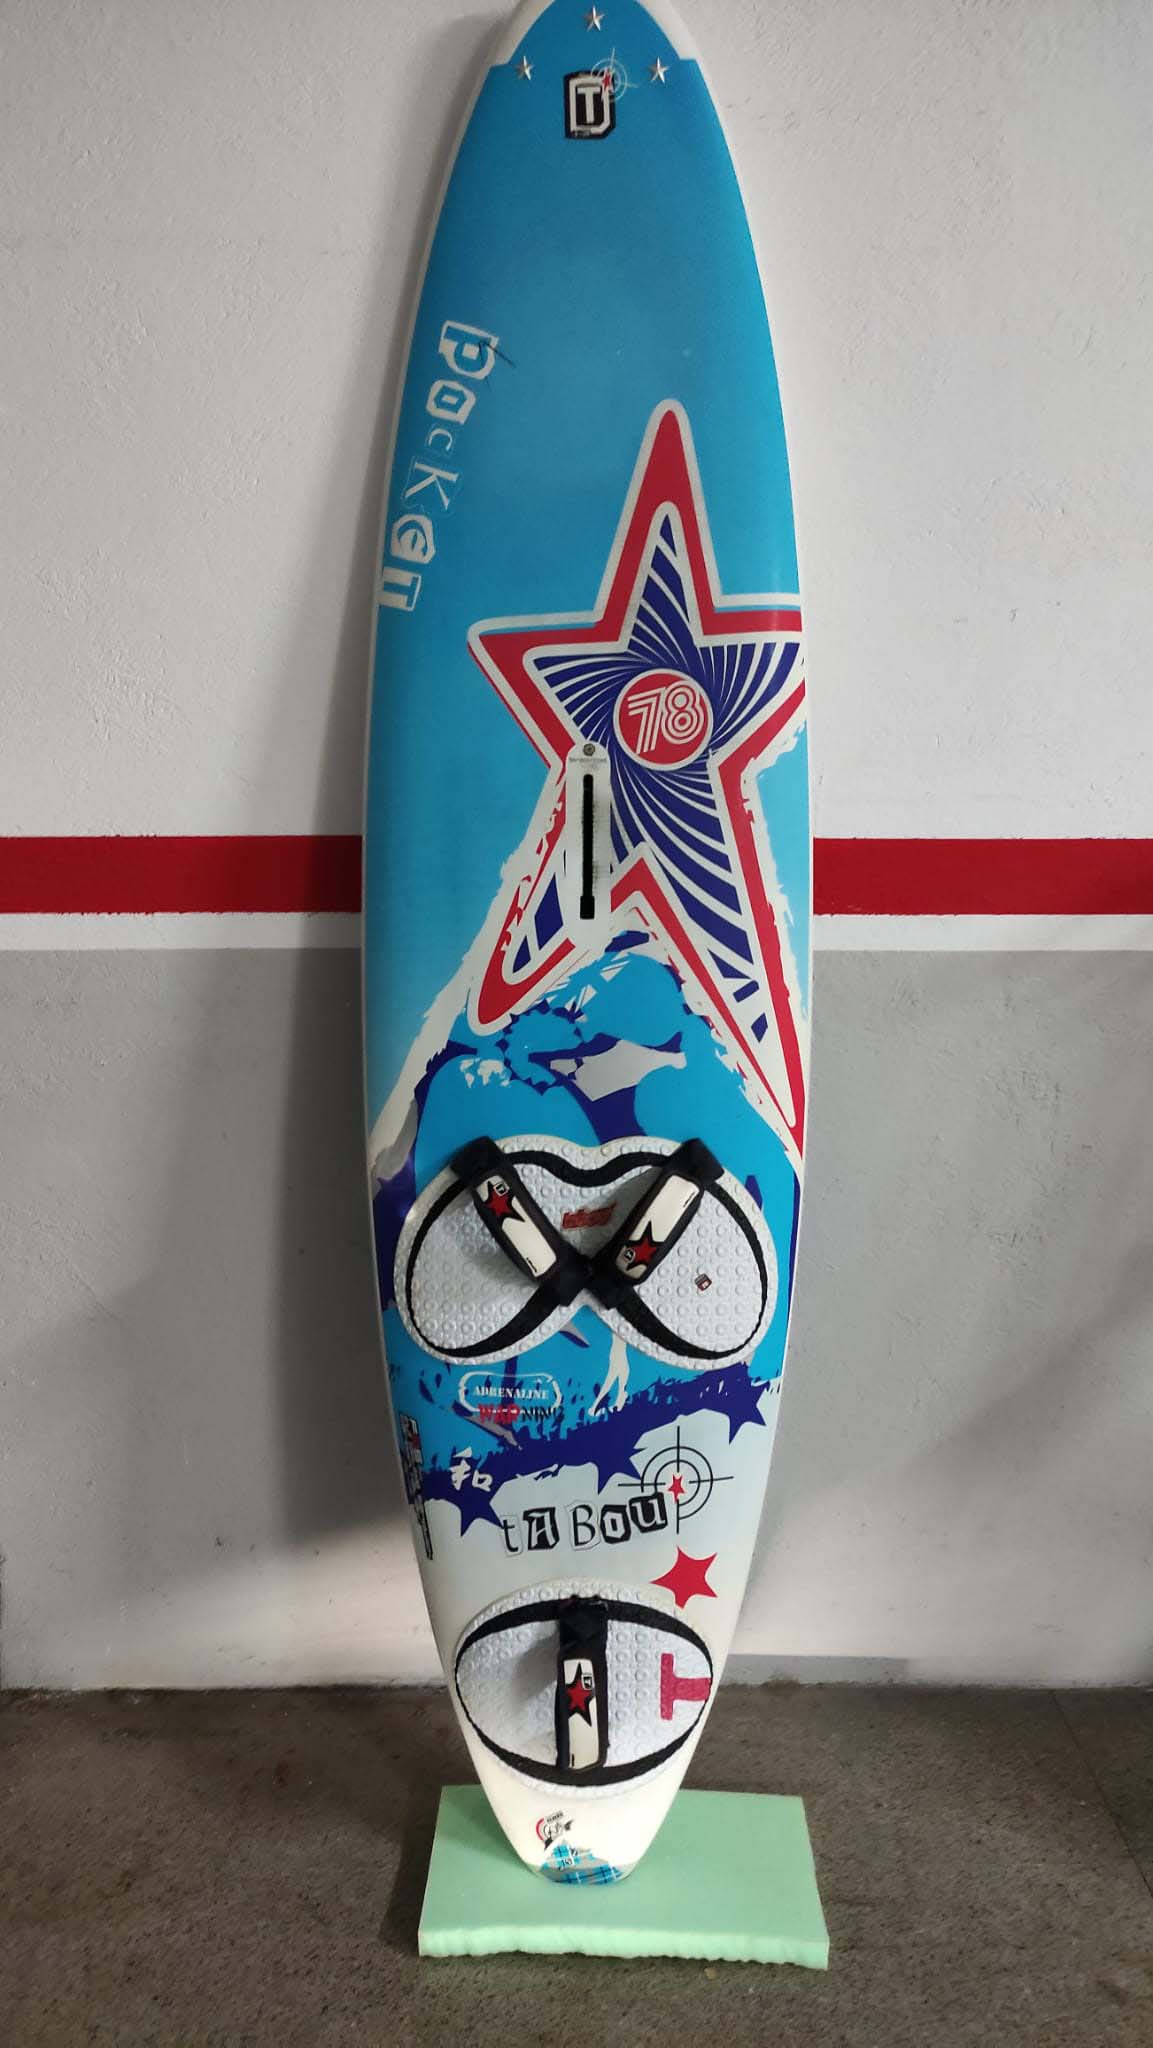 T
POcKeT
78
ADRENALINE
WARNING
和
tABou
T